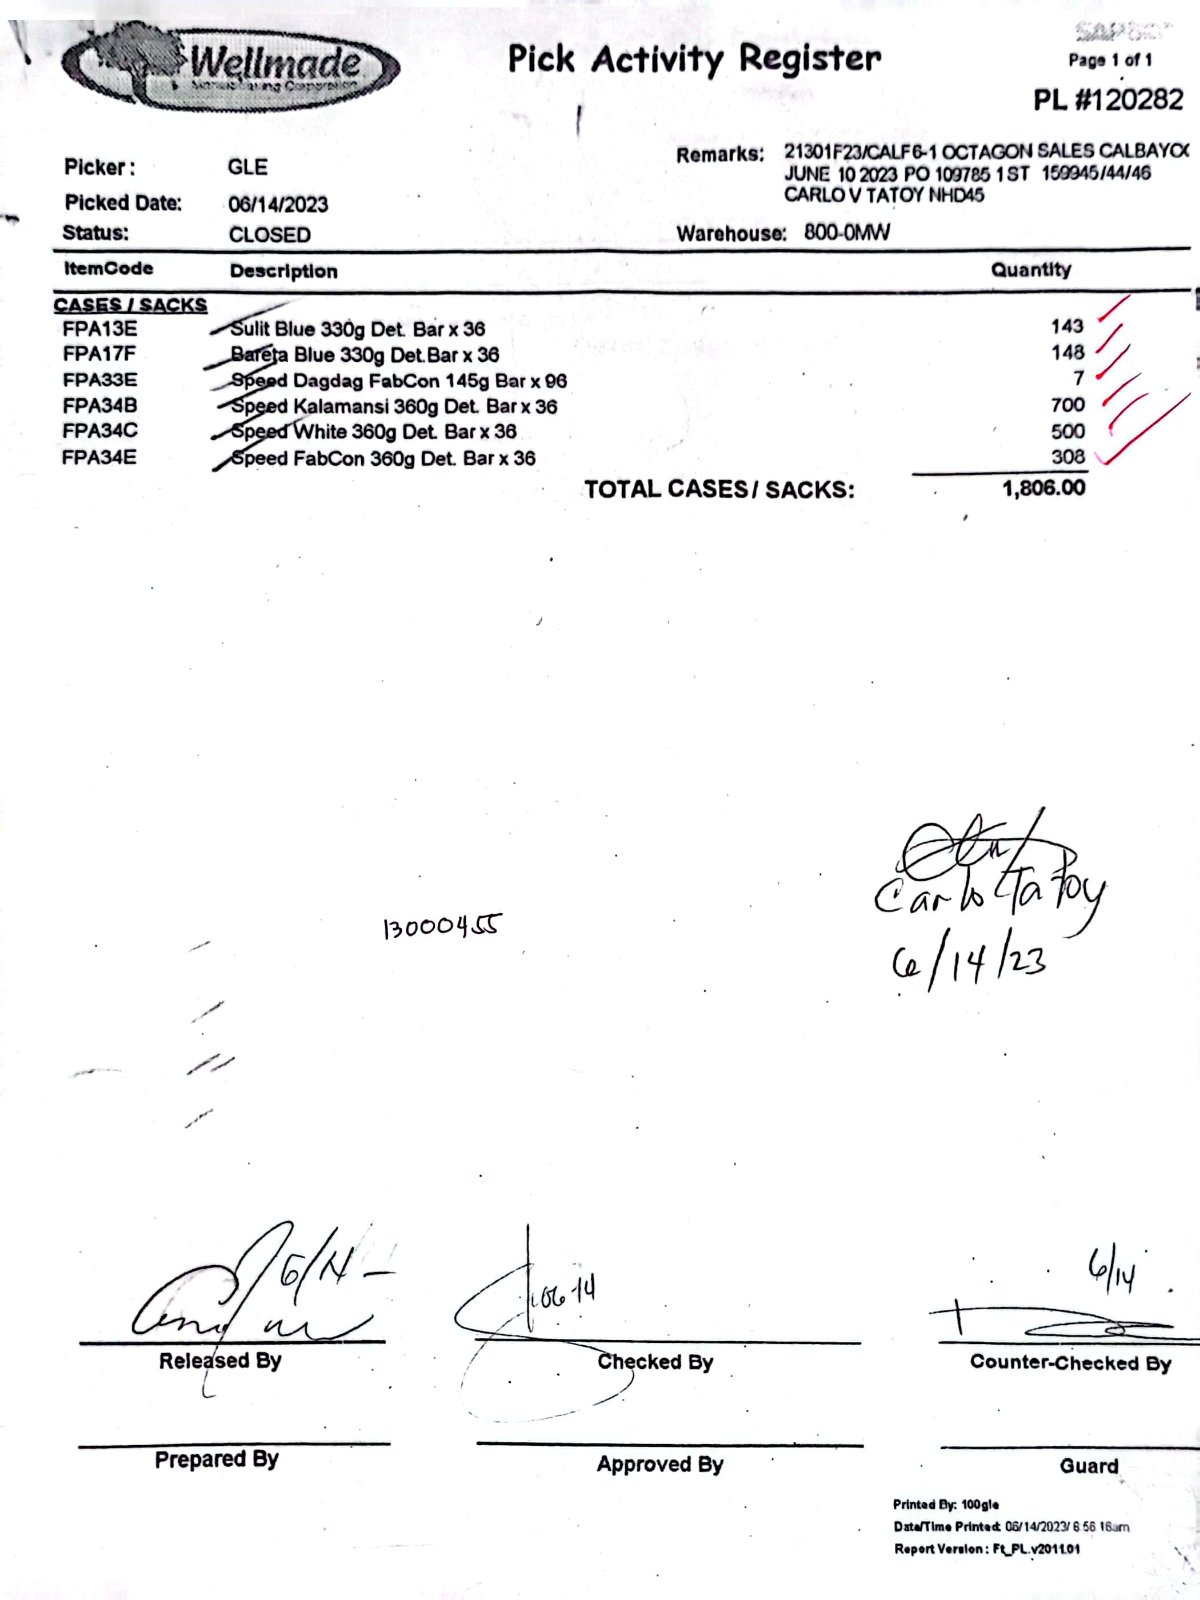 Wellmade
Manufacturing Corporation
Pick Activity Register
Page 1 of 1
PL #120282
Picker: GLE
Remarks: 21301F23/CALF6-1 OCTAGON SALES CALBAYO
JUNE 10 2023 PO 109785 1ST 159945/44/46
CARLO V TATOY NHD45
Picked Date: 06/14/2023
Status: CLOSED
Warehouse: 800-0MW
ItemCode Description Quantity
CASES / SACKS
FPA13E Sulit Blue 330g Det. Bar x 36 143
FPA17F Bareta Blue 330g Det.Bar x 36 148
FPA33E Speed Dagdag FabCon 145g Bar x 96 7
FPA34B Speed Kalamansi 360g Det. Bar x 36 700
FPA34C Speed White 360g Det. Bar x 36 500
FPA34E Speed FabCon 360g Det. Bar x 36 308
TOTAL CASES / SACKS: 1,806.00
Carlo Tatoy
13000455
6/14/23
6/14
06-14
6/14
Released By Checked By Counter-Checked By
Prepared By Approved By Guard
Printed By: 100gle
Date/Time Printed: 06/14/2023/ 6:56 16am
Report Version : Ft_PL.v2011.01